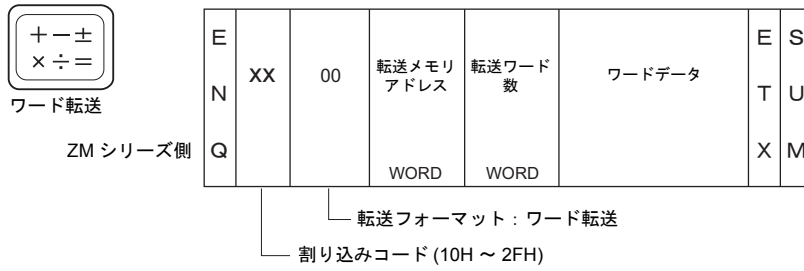 + − ±
× ÷ =
ワード転送
ZM シリーズ側
E
N
Q
XX
00
転送メモリ
アドレス
WORD
転送ワード
数
WORD
ワードデータ
E
T
X
S
U
M
転送フォーマット : ワード転送
割り込みコード (10H ～ 2FH)